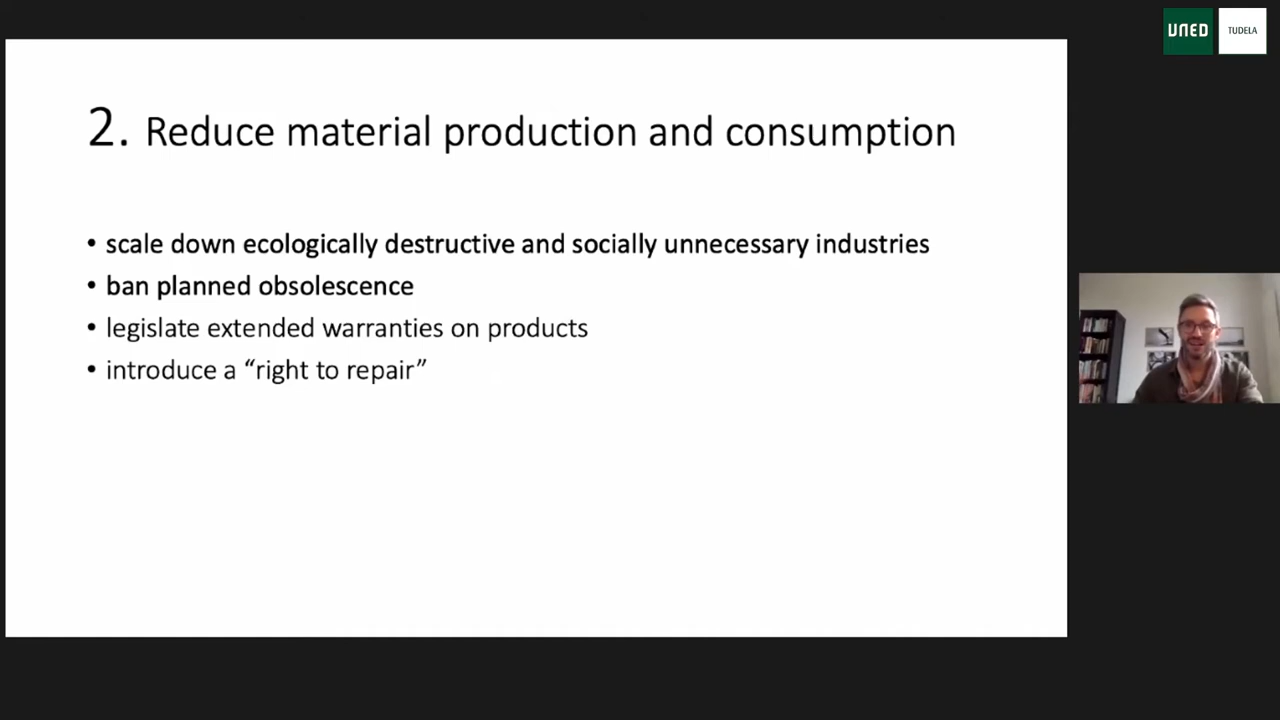 UNED
TUDELA
2. Reduce material production and consumption
• scale down ecologically destructive and socially unnecessary industries
• ban planned obsolescence
• legislate extended warranties on products
• introduce a “right to repair”